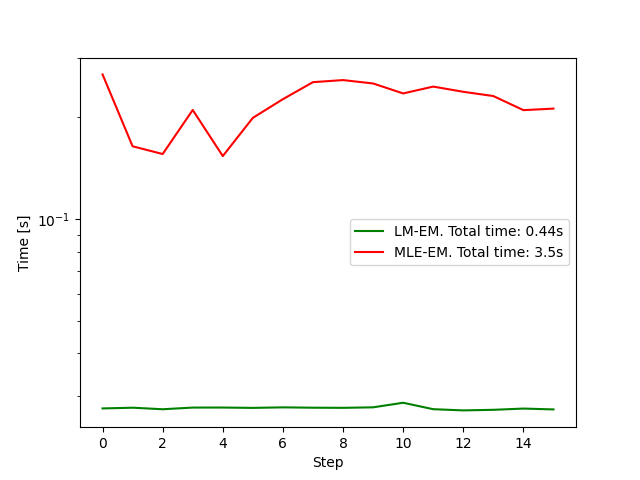 Time [s]
10⁻¹
LM-EM. Total time: 0.44s
MLE-EM. Total time: 3.5s
0 2 4 6 8 10 12 14
Step